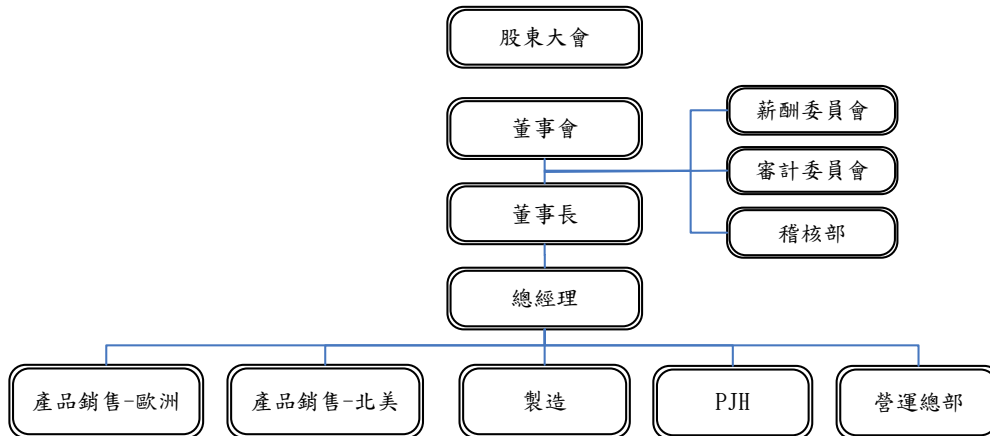 股東大會
董事會
薪酬委員會
審計委員會
董事長
稽核部
總經理
產品銷售-歐洲
產品銷售-北美
製造
PJH
營運總部